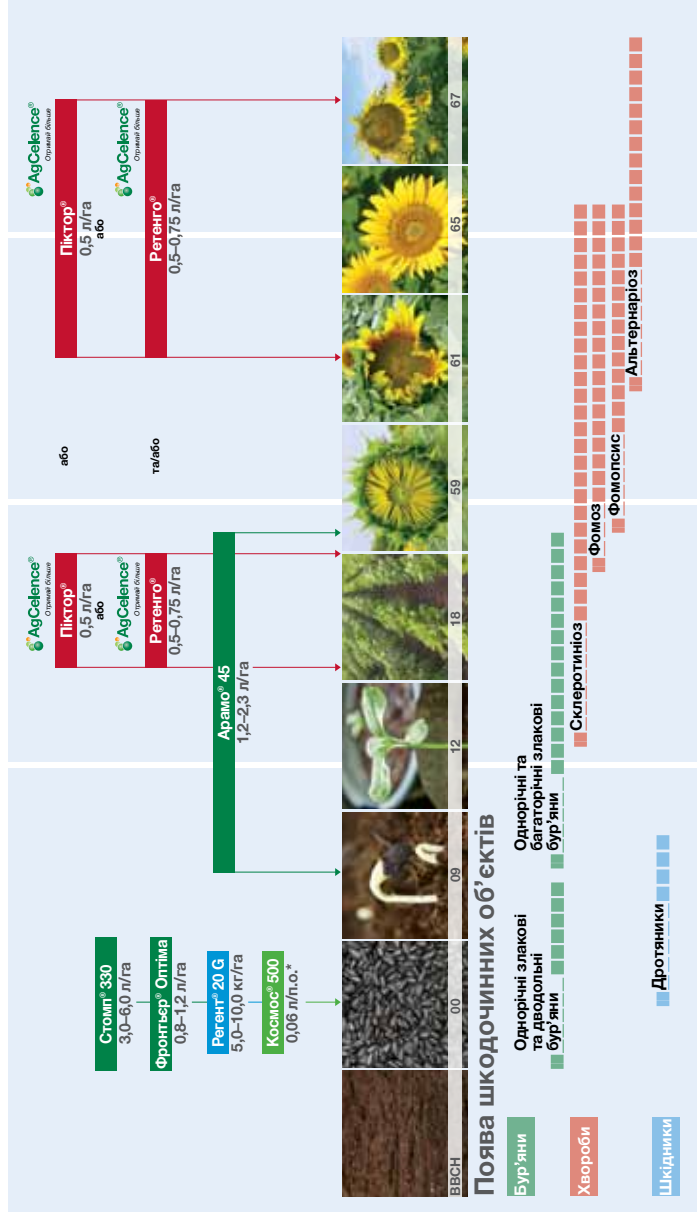 Стомп® 330
3,0–6,0 л/га
Фронтьєр® Оптіма
0,8–1,2 л/га
Регент® 20 G
5,0–10,0 кг/га
Космос® 500
0,06 л/п.о.*
AgCelence®
Отримай більше
Піктор®
0,5 л/га
або
AgCelence®
Отримай більше
Ретенго®
0,5–0,75 л/га
Арамо® 45
1,2–2,3 л/га
або
та/або
AgCelence®
Отримай більше
Піктор®
0,5 л/га
або
AgCelence®
Отримай більше
Ретенго®
0,5–0,75 л/га
BBCH
00
09
12
18
59
61
65
67
Поява шкодочинних об’єктів
Бур’яни
Однорічні злакові
та дводольні
бур’яни
Однорічні та
багаторічні злакові
бур’яни
Хвороби
Склеротиніоз
Фомоз
Фомопсис
Альтернаріоз
Шкідники
Дротяники